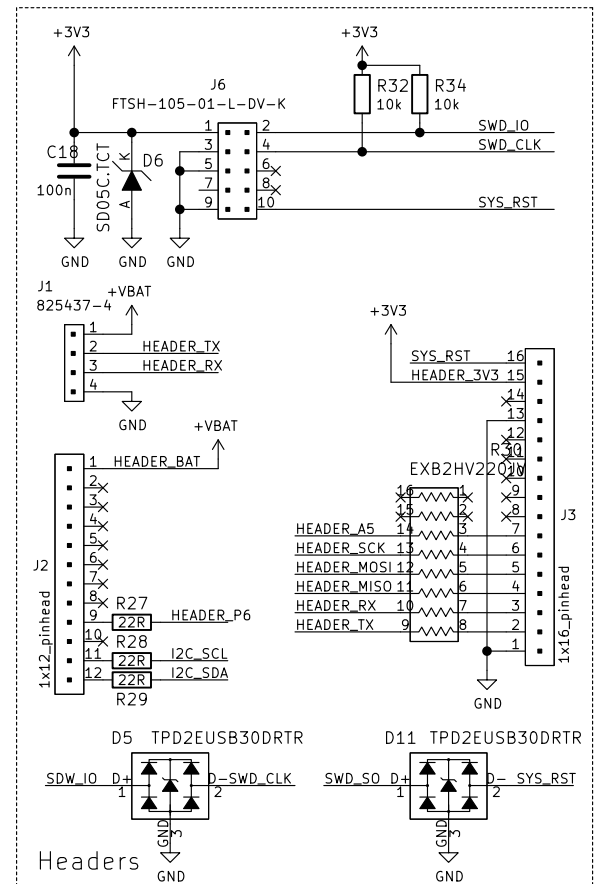 +3V3
+3V3
J6
FTSH-105-01-L-DV-K
R32
10k
R34
10k
1
2
SWD_IO
3
4
SWD_CLK
5
6
7
8
9
10
SYS_RST
C18
100n
SD05C.TCT
K
A
D6
GND
GND
GND
J1
825437-4
+VBAT
1
2
HEADER_TX
3
HEADER_RX
4
GND
+VBAT
J2
1x12_pinhead
1
HEADER_BAT
2
3
4
5
6
7
8
R27
9
22R
HEADER_P6
10
R28
11
22R
I2C_SCL
12
22R
I2C_SDA
R29
+3V3
SYS_RST
16
HEADER_3V3
15
14
13
12
R30
11
10
EXB2HV220JV
16
1
9
15
2
8
J3
HEADER_A5
14
3
7
HEADER_SCK
13
4
6
HEADER_MOSI
12
5
5
HEADER_MISO
11
6
4
HEADER_RX
10
7
3
HEADER_TX
9
8
2
1
1x16_pinhead
GND
D5 TPD2EUSB30DRTR
SDW_IO
D+
1
D-
2
SWD_CLK
GND
3
GND
D11 TPD2EUSB30DRTR
SWD_SO
D+
1
D-
2
SYS_RST
GND
3
GND
Headers